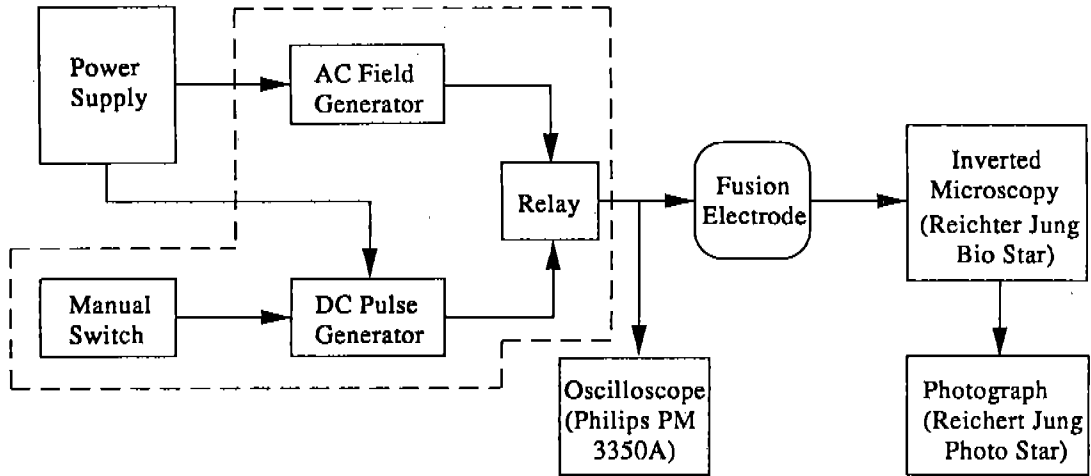 Power
Supply
AC Field
Generator
Relay
Fusion
Electrode
Inverted
Microscopy
(Reichter Jung
Bio Star)
Manual
Switch
DC Pulse
Generator
Oscilloscope
(Philips PM
3350A)
Photograph
(Reichert Jung
Photo Star)